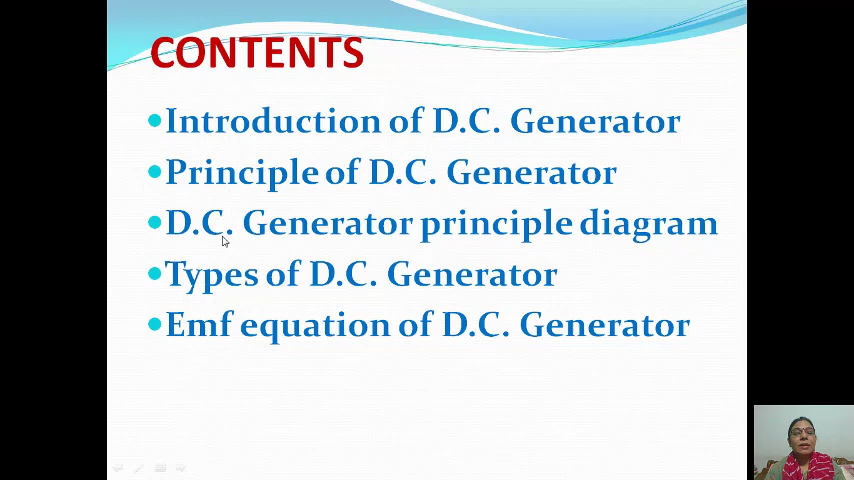 CONTENTS
•Introduction of D.C. Generator
•Principle of D.C. Generator
•D.C. Generator principle diagram
•Types of D.C. Generator
•Emf equation of D.C. Generator